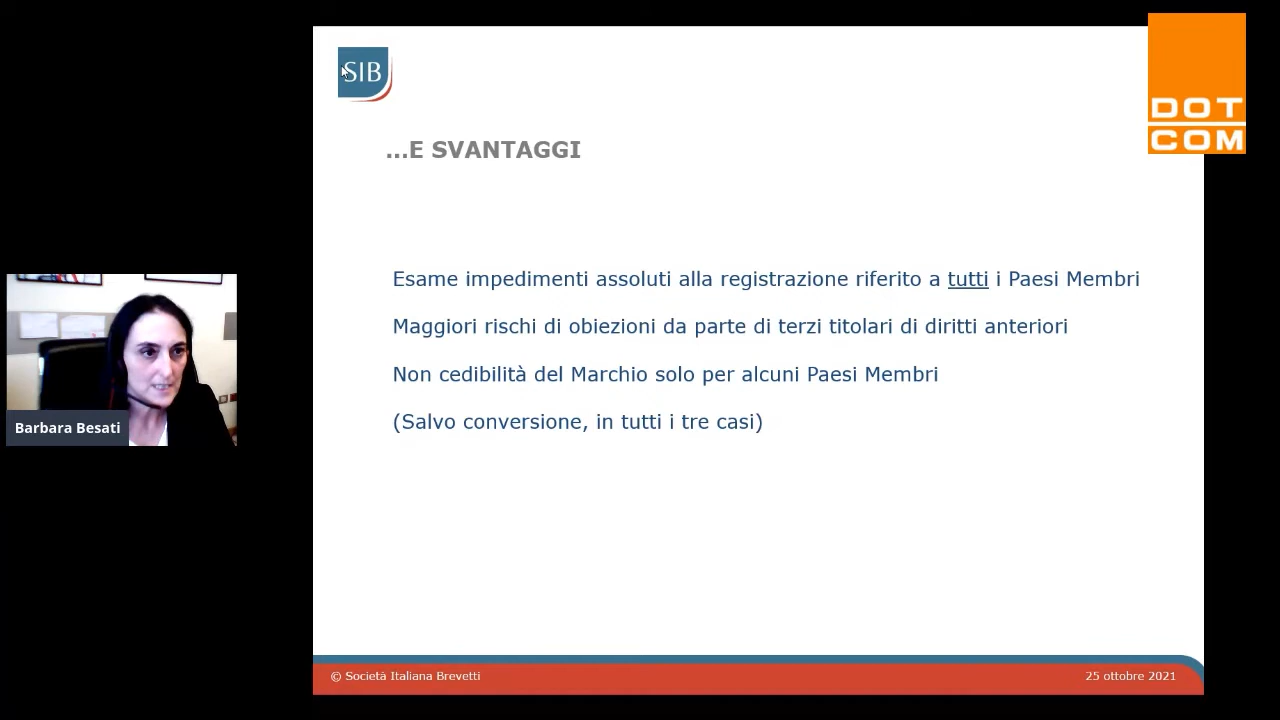 SIB
DOT
COM
...E SVANTAGGI
Esame impedimenti assoluti alla registrazione riferito a tutti i Paesi Membri
Maggiori rischi di obiezioni da parte di terzi titolari di diritti anteriori
Non cedibilità del Marchio solo per alcuni Paesi Membri
(Salvo conversione, in tutti i tre casi)
Barbara Besati
© Società Italiana Brevetti
25 ottobre 2021